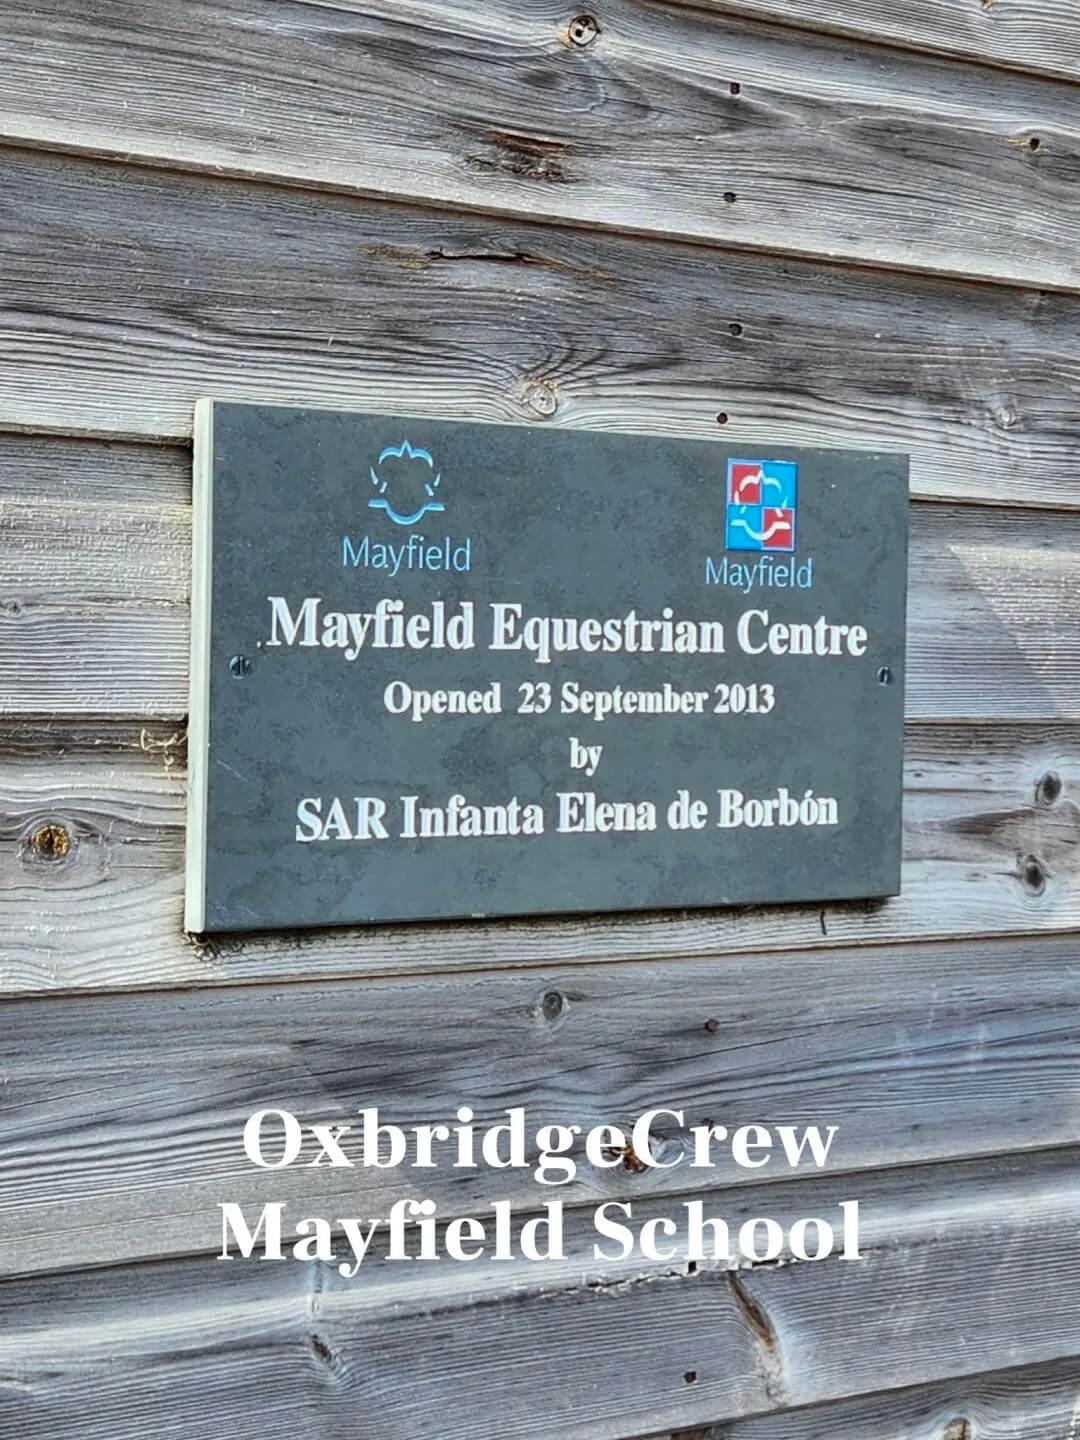 Mayfield
Mayfield
Mayfield Equestrian Centre
Opened 23 September 2013
by
SAR Infanta Elena de Borbón
OxbridgeCrew
Mayfield School